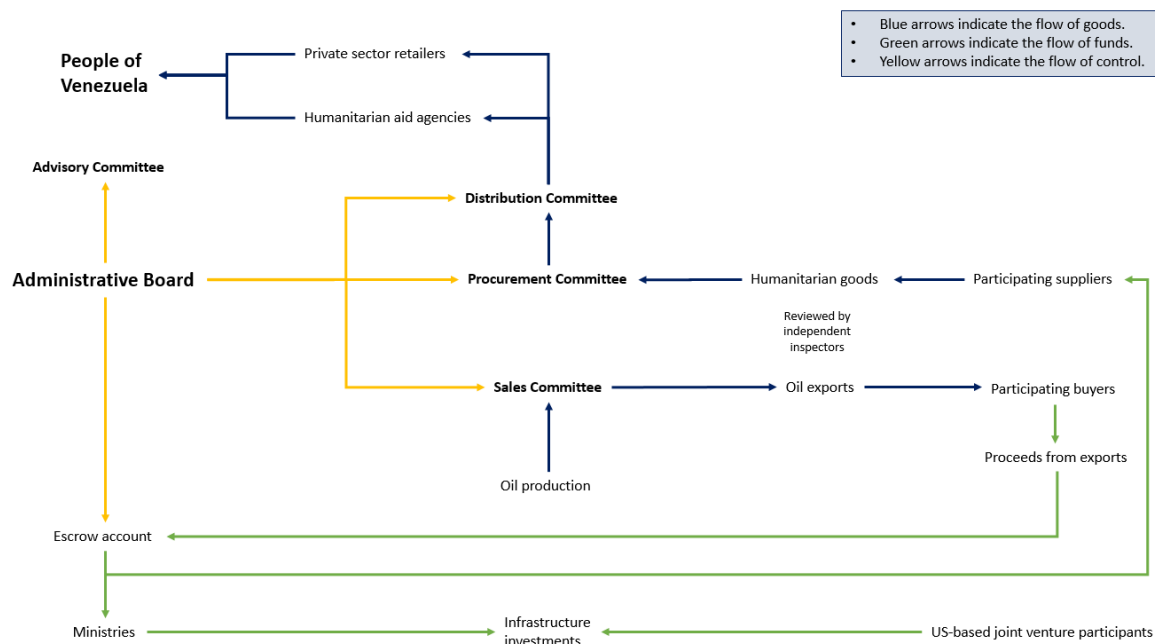 • Blue arrows indicate the flow of goods.
• Green arrows indicate the flow of funds.
• Yellow arrows indicate the flow of control.
People of
Venezuela
Private sector retailers
Humanitarian aid agencies
Advisory Committee
Distribution Committee
Administrative Board
Procurement Committee
Humanitarian goods
Participating suppliers
Reviewed by
independent
inspectors
Sales Committee
Oil exports
Participating buyers
Proceeds from exports
Oil production
Escrow account
Ministries
Infrastructure
investments
US-based joint venture participants